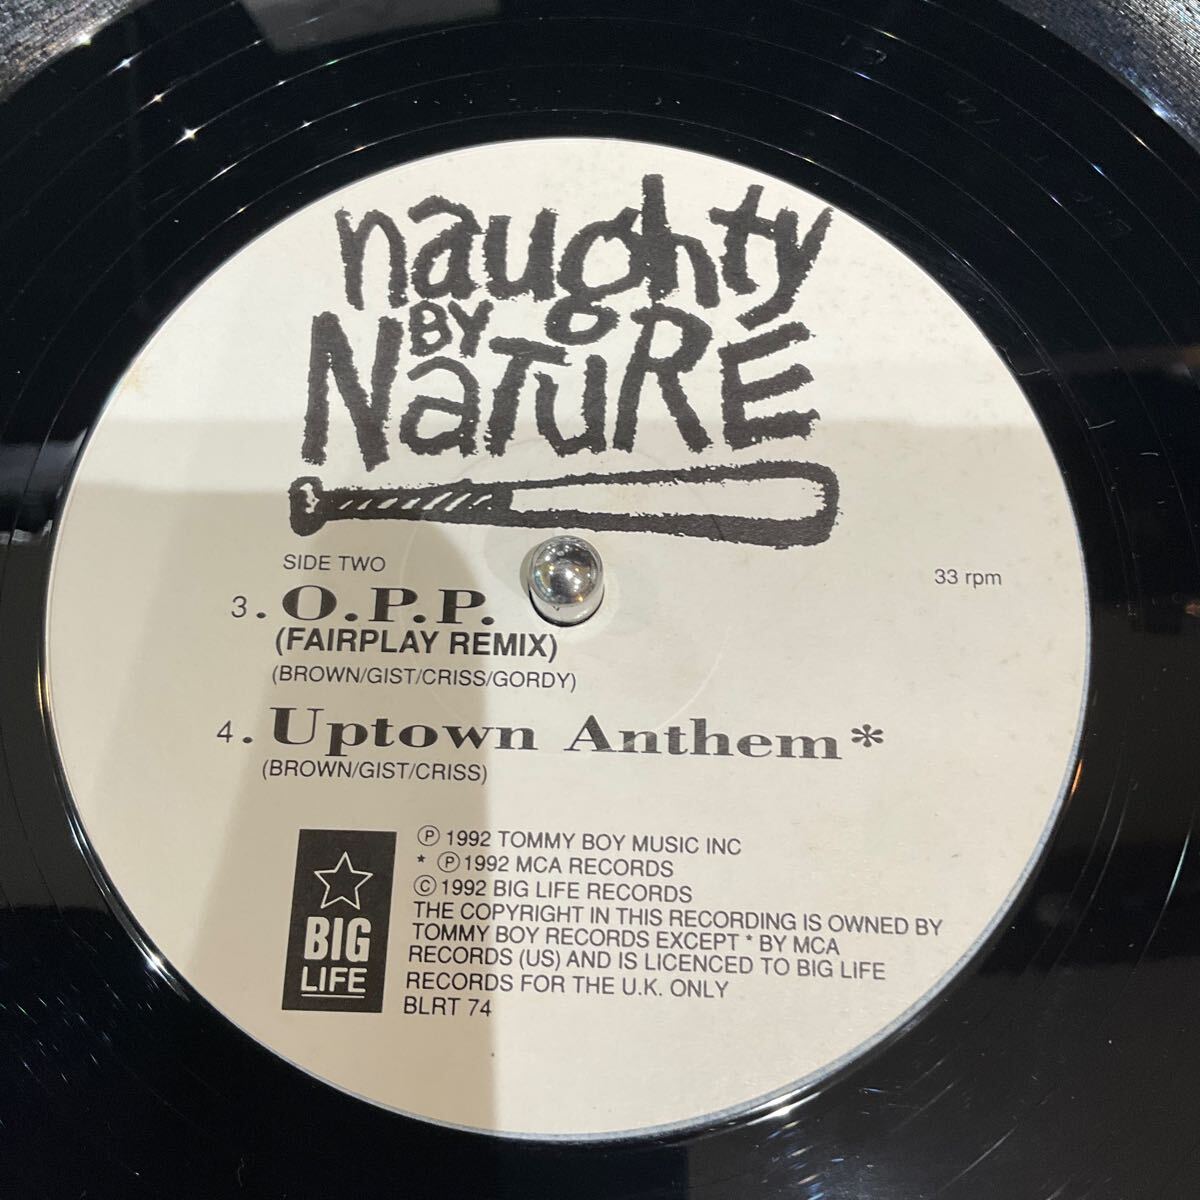 naughty
BY
NaTURE
SIDE TWO
33 rpm
3. O.P.P.
(FAIRPLAY REMIX)
(BROWN/GIST/CRISS/GORDY)
4. Uptown Anthem*
(BROWN/GIST/CRISS)
BIG
LIFE
Ⓟ 1992 TOMMY BOY MUSIC INC
* Ⓟ 1992 MCA RECORDS
© 1992 BIG LIFE RECORDS
THE COPYRIGHT IN THIS RECORDING IS OWNED BY
TOMMY BOY RECORDS EXCEPT * BY MCA
RECORDS (US) AND IS LICENCED TO BIG LIFE
RECORDS FOR THE U.K. ONLY
BLRT 74